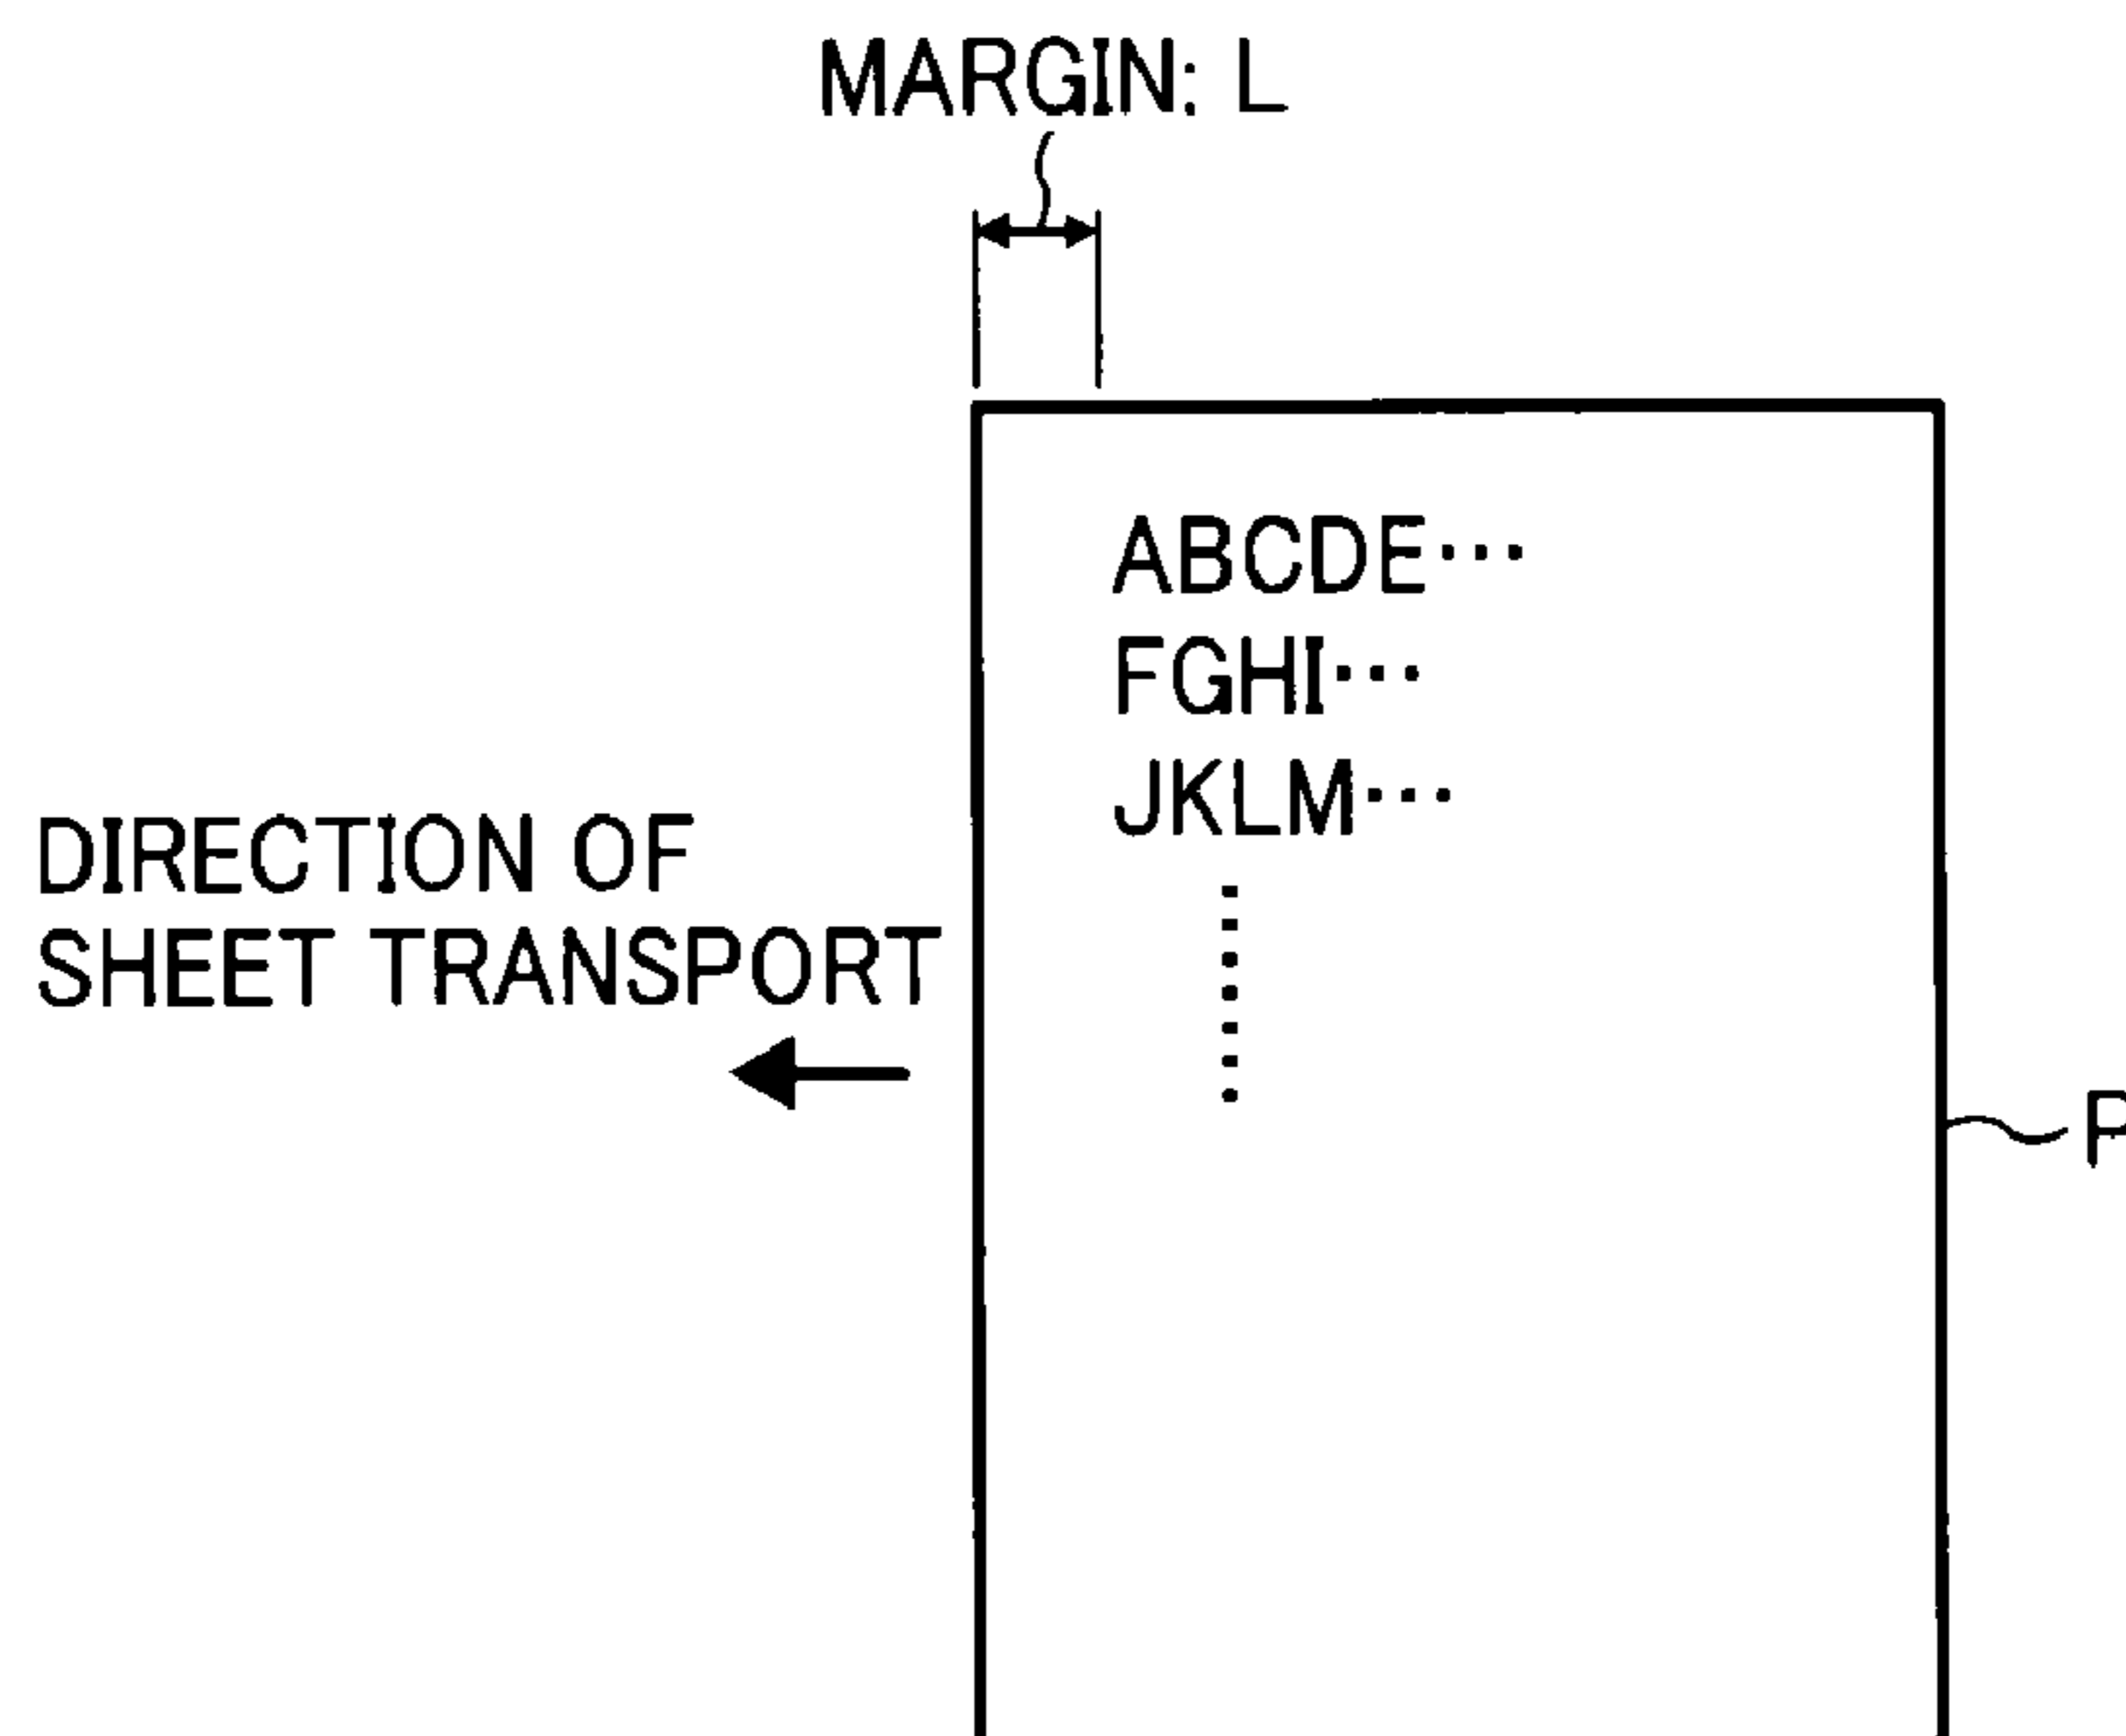 MARGIN: L
ABCDE···
FGHI···
JKLM···
DIRECTION OF
SHEET TRANSPORT
P